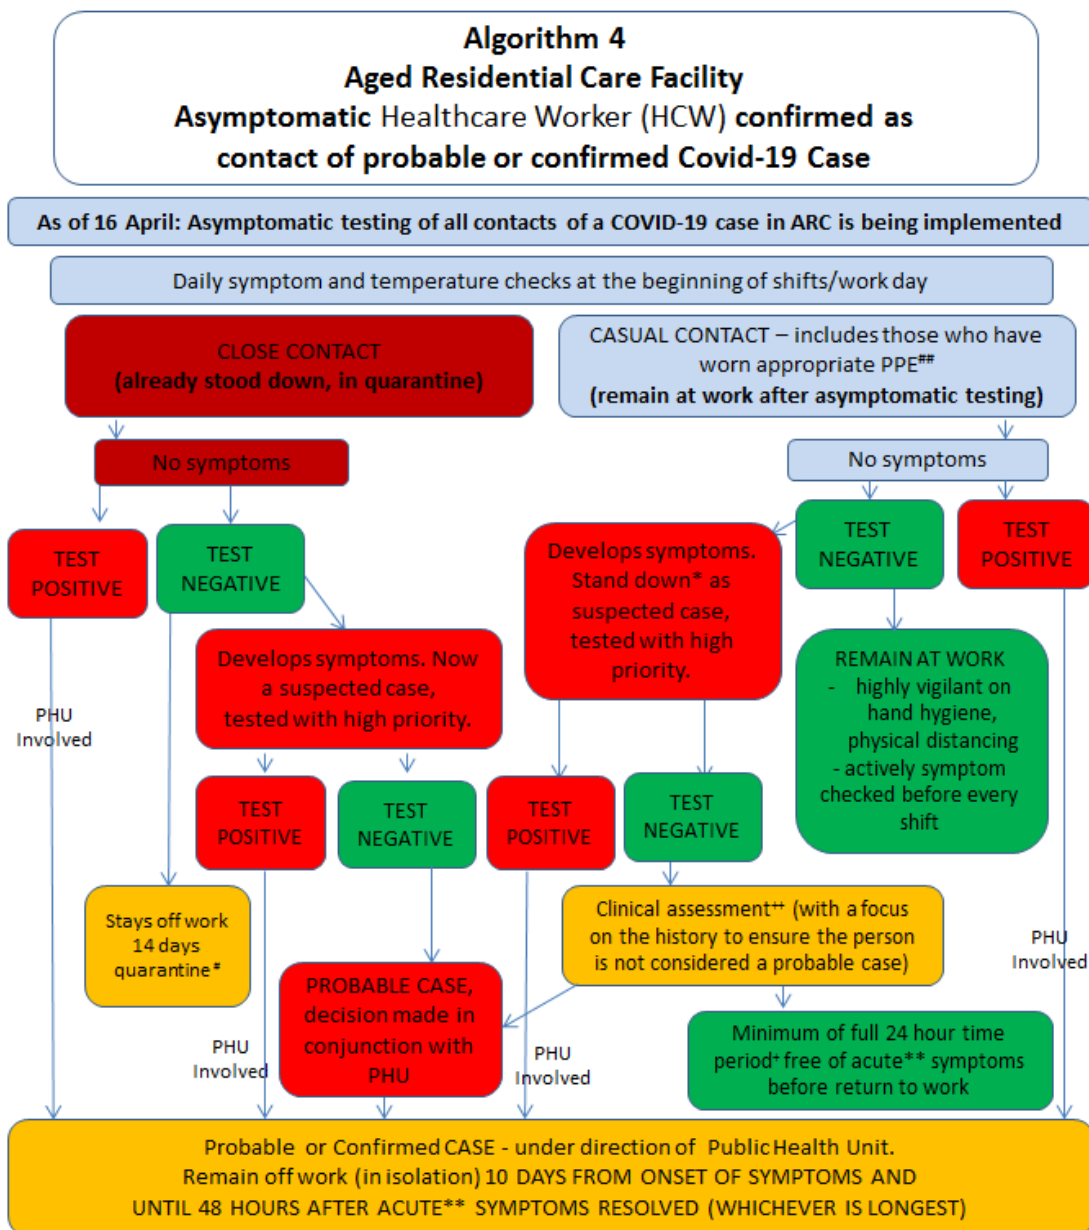 Algorithm 4
Aged Residential Care Facility
Asymptomatic Healthcare Worker (HCW) confirmed as
contact of probable or confirmed Covid-19 Case
As of 16 April: Asymptomatic testing of all contacts of a COVID-19 case in ARC is being implemented
Daily symptom and temperature checks at the beginning of shifts/work day
CLOSE CONTACT
(already stood down, in quarantine)
CASUAL CONTACT – includes those who have
worn appropriate PPE##
(remain at work after asymptomatic testing)
No symptoms
No symptoms
TEST
POSITIVE
TEST
NEGATIVE
Develops symptoms.
Stand down* as
suspected case,
tested with high
priority.
TEST
NEGATIVE
TEST
POSITIVE
Develops symptoms. Now
a suspected case,
tested with high priority.
REMAIN AT WORK
- highly vigilant on
hand hygiene,
physical distancing
- actively symptom
checked before every
shift
PHU
Involved
TEST
POSITIVE
TEST
NEGATIVE
TEST
POSITIVE
TEST
NEGATIVE
Stays off work
14 days
quarantine#
Clinical assessment⁺⁺ (with a focus
on the history to ensure the person
is not considered a probable case)
PHU
Involved
PROBABLE CASE,
decision made in
conjunction with
PHU
Minimum of full 24 hour time
period⁺ free of acute** symptoms
before return to work
PHU
Involved
PHU
Involved
Probable or Confirmed CASE - under direction of Public Health Unit.
Remain off work (in isolation) 10 DAYS FROM ONSET OF SYMPTOMS AND
UNTIL 48 HOURS AFTER ACUTE** SYMPTOMS RESOLVED (WHICHEVER IS LONGEST)